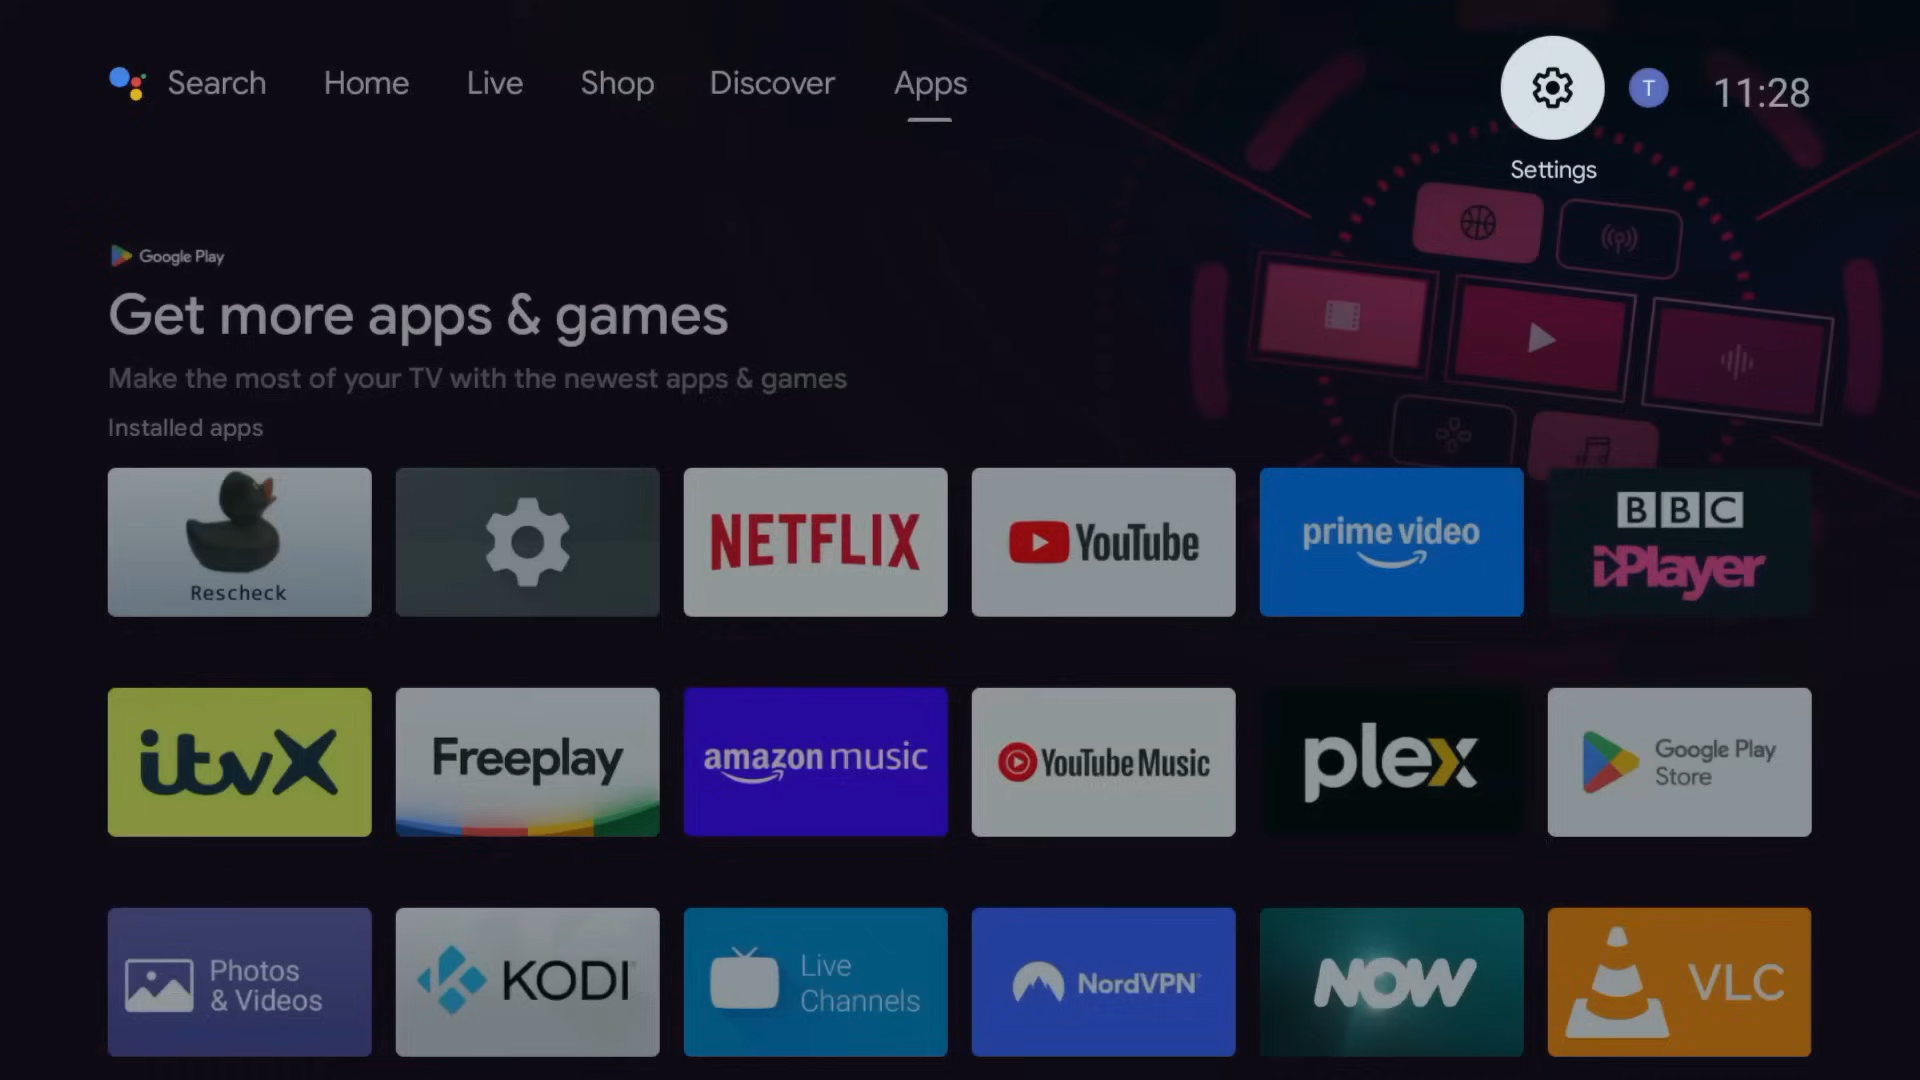 Search Home Live Shop Discover Apps T 11:28
Settings
Google Play
Get more apps & games
Make the most of your TV with the newest apps & games
Installed apps
Rescheck
NETFLIX
YouTube
prime video
BBC
iPlayer
itvX
Freeplay
amazon music
YouTube Music
plex
Google Play
Store
Photos
& Videos
KODI
Live
Channels
NordVPN
NOW
VLC